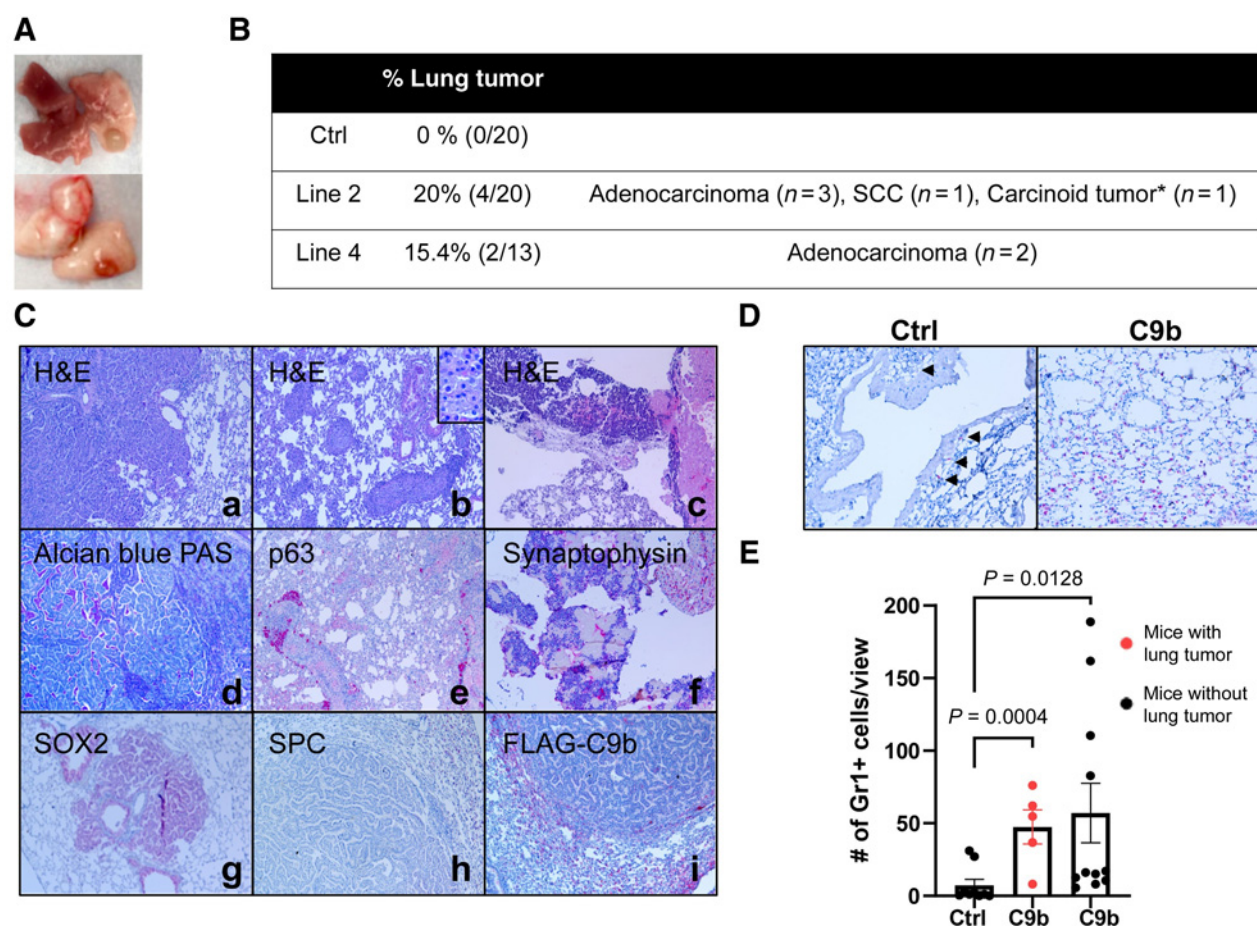 A
B
% Lung tumor
Ctrl 0 % (0/20)
Line 2 20% (4/20) Adenocarcinoma (n=3), SCC (n=1), Carcinoid tumor* (n=1)
Line 4 15.4% (2/13) Adenocarcinoma (n=2)
C
H&E a
H&E b
H&E c
Alcian blue PAS d
p63 e
Synaptophysin f
SOX2 g
SPC h
FLAG-C9b i
D
Ctrl C9b
E
P = 0.0128
P = 0.0004
# of Gr1+ cells/view
200
150
100
50
0
Ctrl C9b C9b
Mice with
lung tumor
Mice without
lung tumor